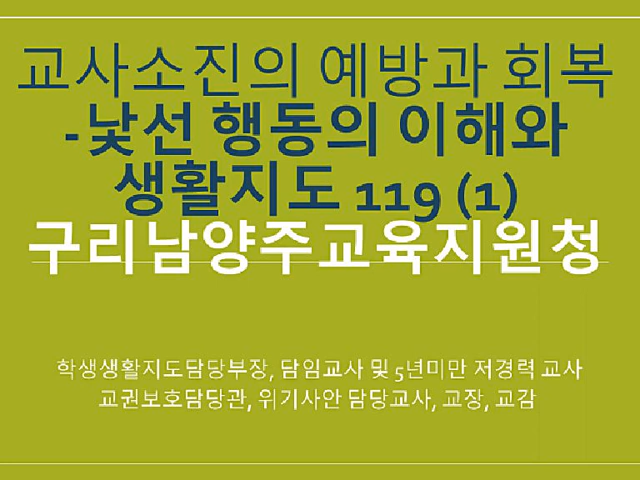 교사소진의 예방과 회복
-낯선 행동의 이해와
생활지도 119 (1)
구리남양주교육지원청
학생생활지도담당부장, 담임교사 및 5년미만 저경력 교사
교권보호담당관, 위기사안 담당교사, 교장, 교감